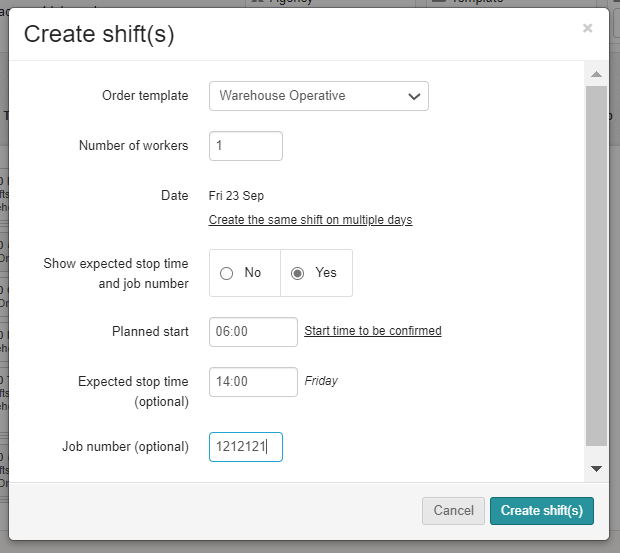 Create shift(s)
×
Order template
Warehouse Operative
Number of workers
1
Date
Fri 23 Sep
Create the same shift on multiple days
Show expected stop time
and job number
No
Yes
Planned start
06:00
Start time to be confirmed
Expected stop time
(optional)
14:00
Friday
Job number (optional)
1212121
Cancel
Create shift(s)